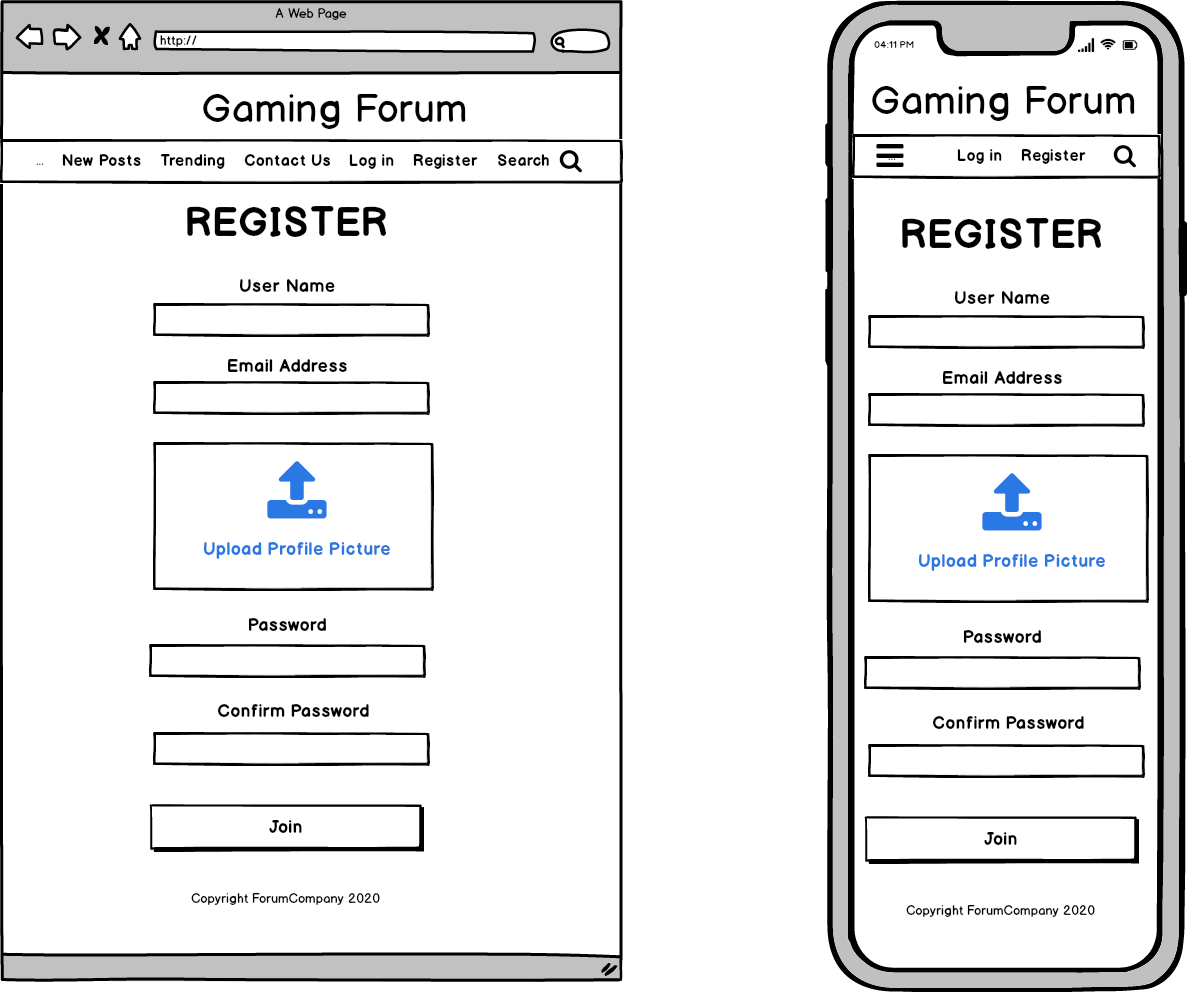 A Web Page
http://
Gaming Forum
... New Posts Trending Contact Us Log in Register Search
REGISTER
User Name
Email Address
Upload Profile Picture
Password
Confirm Password
Join
Copyright ForumCompany 2020
04:11 PM
Gaming Forum
... Log in Register
REGISTER
User Name
Email Address
Upload Profile Picture
Password
Confirm Password
Join
Copyright ForumCompany 2020